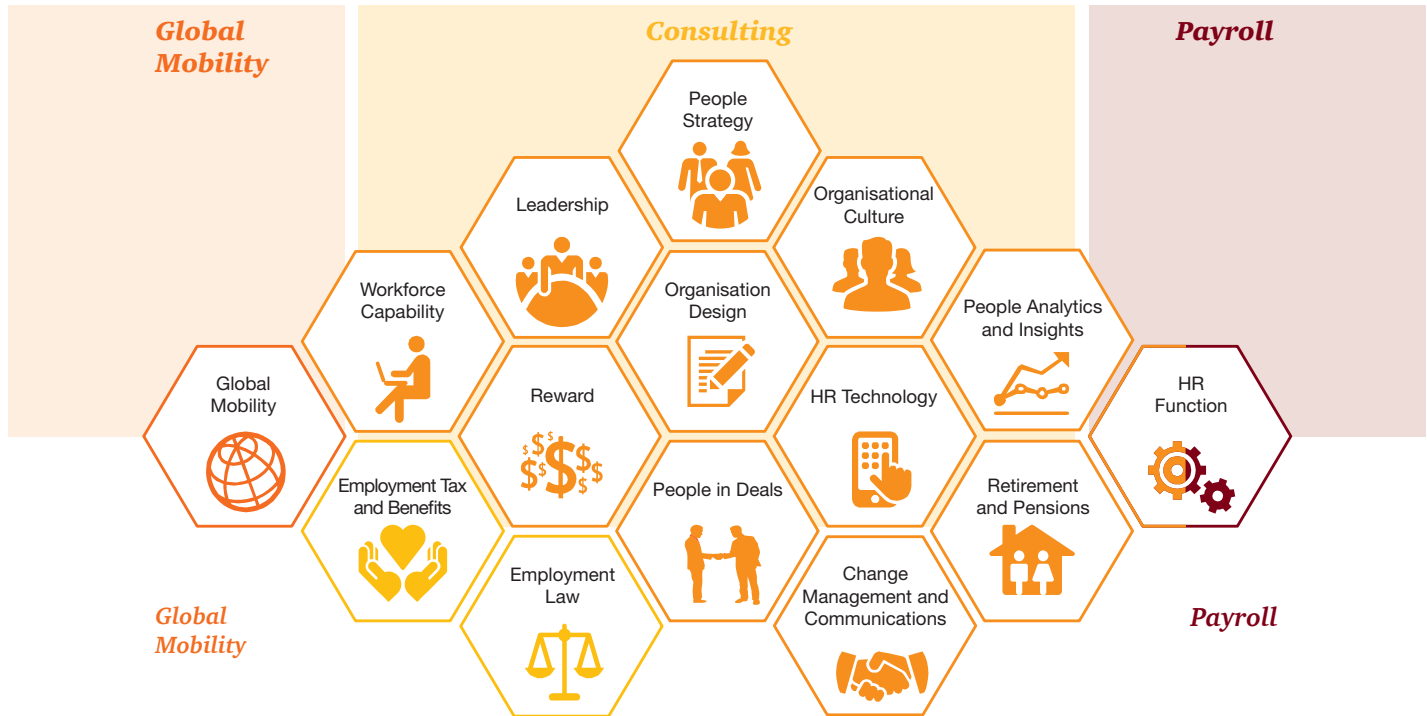 Global
Mobility
Consulting
Payroll
People
Strategy
Leadership
Organisational
Culture
Workforce
Capability
Organisation
Design
People Analytics
and Insights
Global
Mobility
Reward
HR Technology
HR
Function
Employment Tax
and Benefits
People in Deals
Retirement
and Pensions
Employment
Law
Change
Management and
Communications
Global
Mobility
Payroll
$ $ $ $ $ $ $ $ $